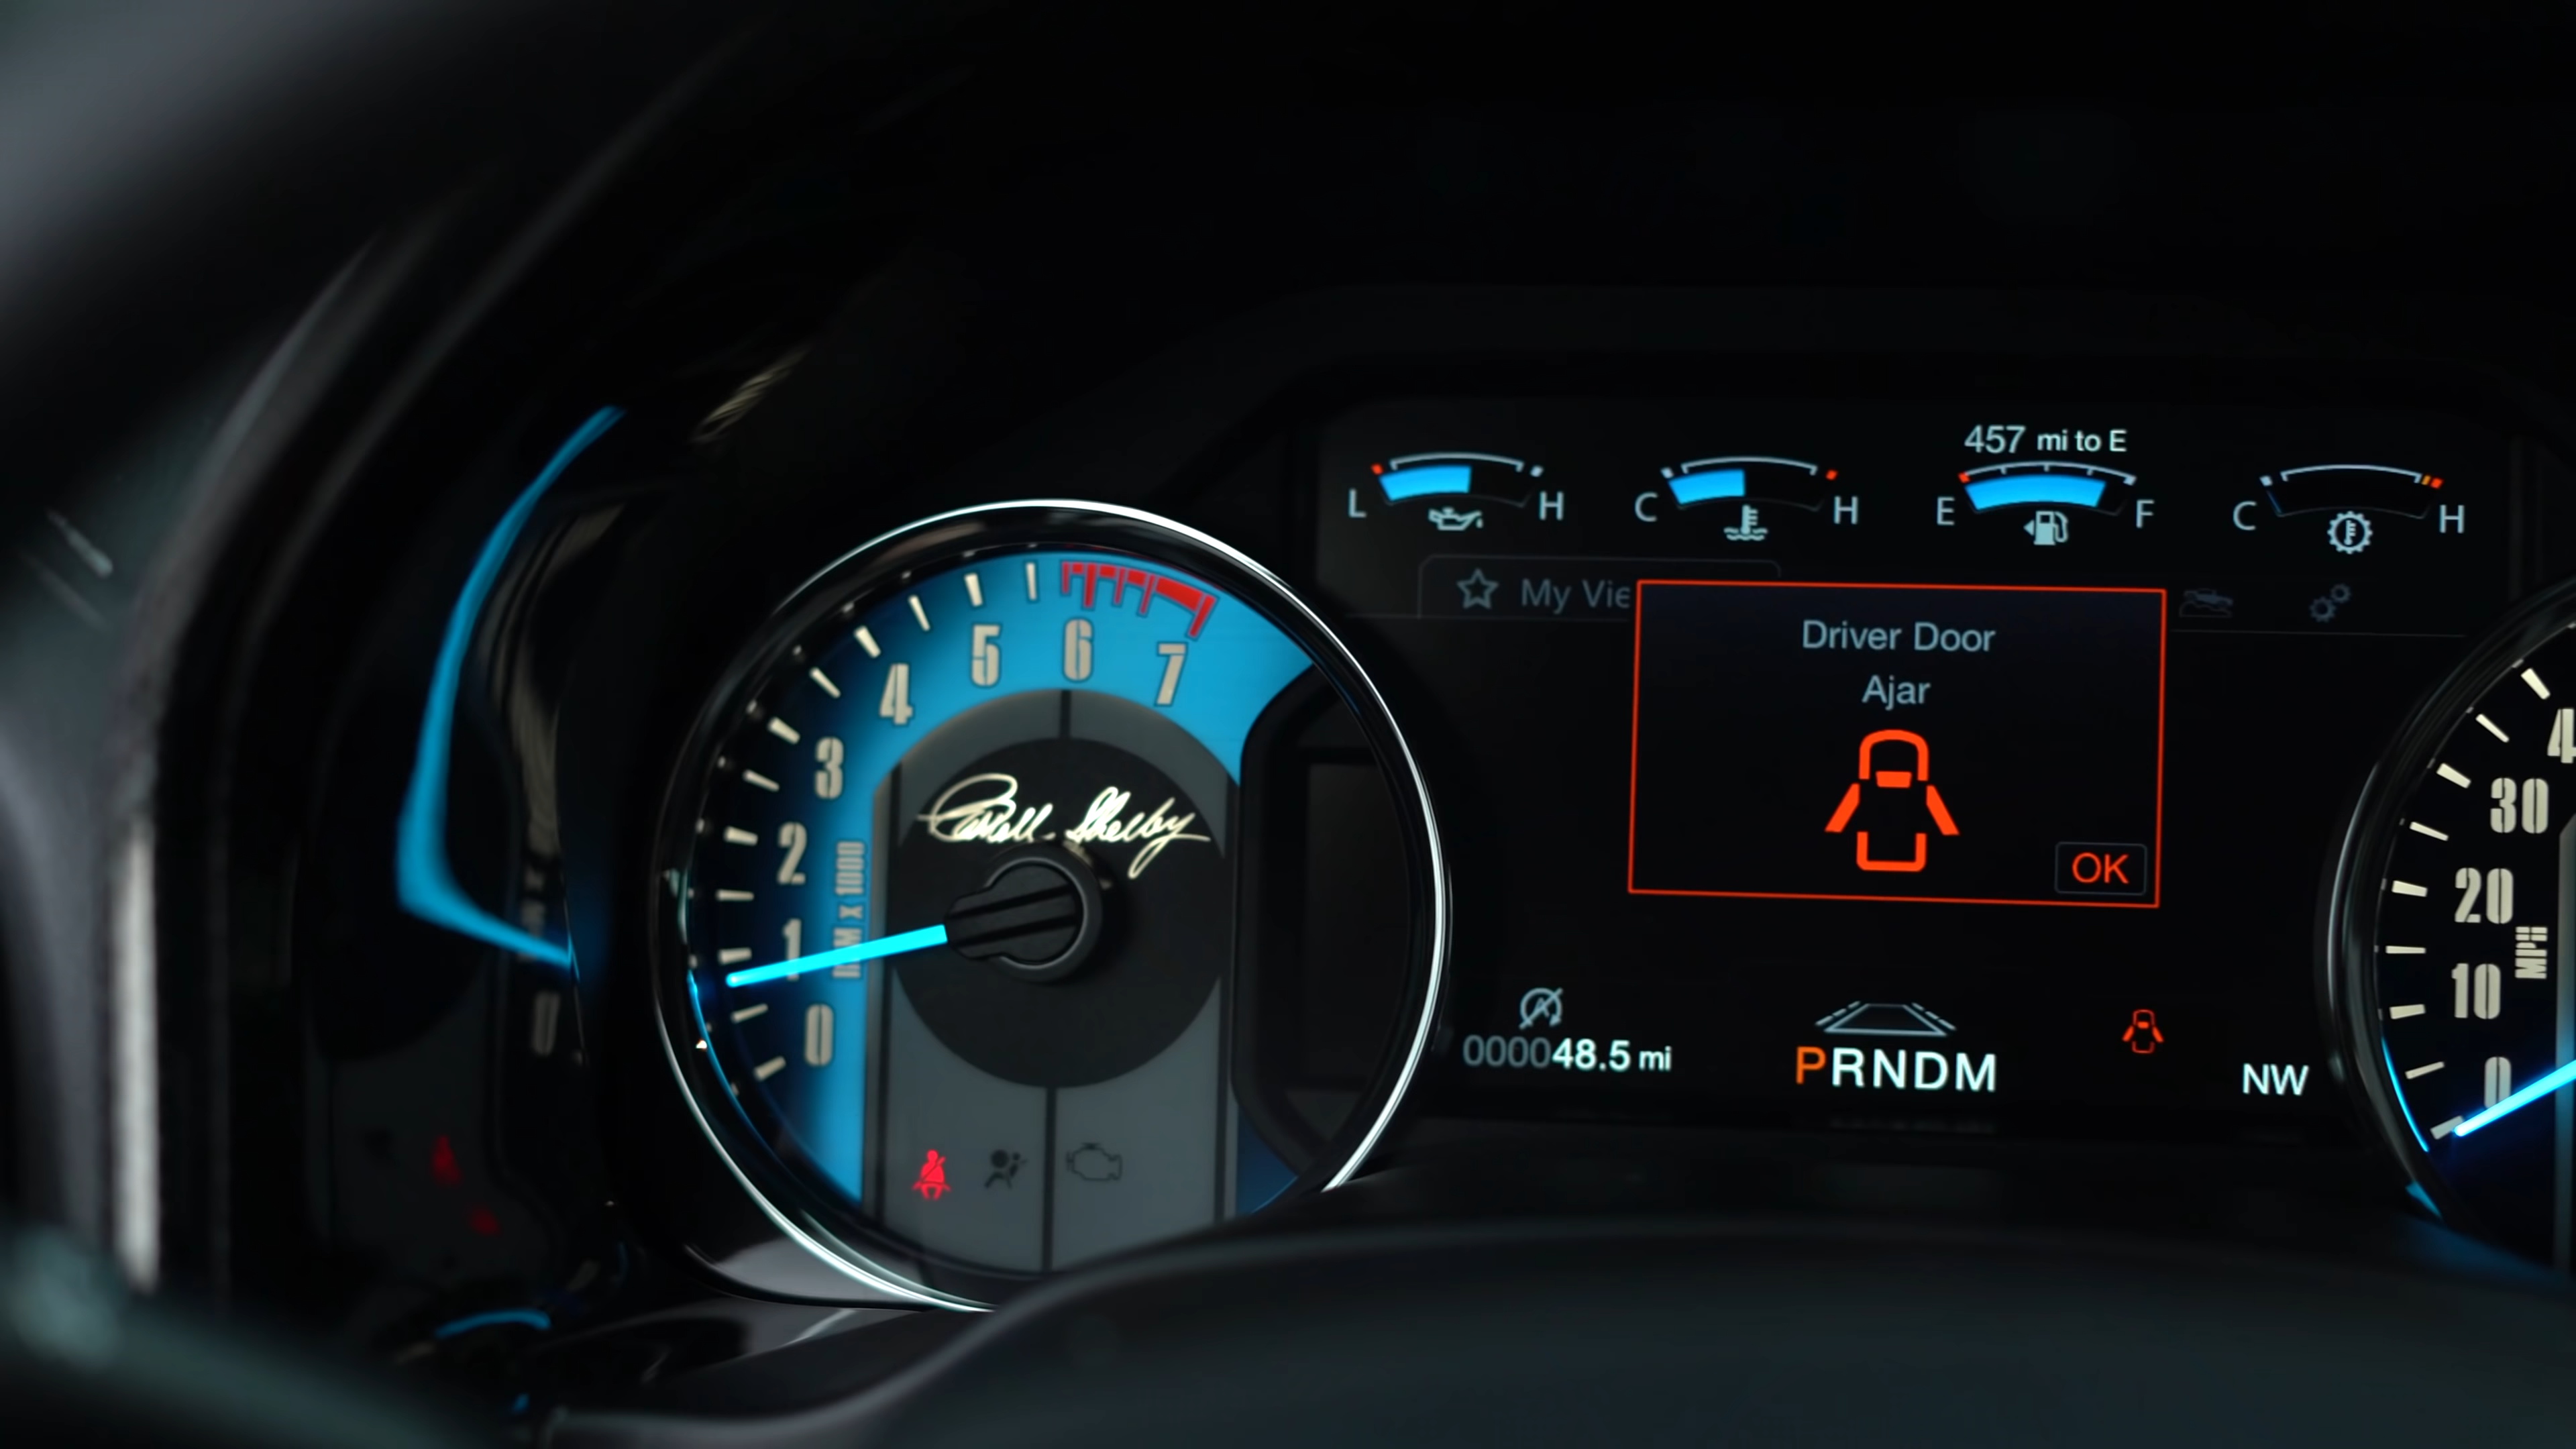 457 mi to E
L H C H E F C H
My Vie
Driver Door
Ajar
OK
0 1 2 3 4 5 6 7
RPM X 1000
Carroll Shelby
A
000048.5 mi
PRNDM
NW
0 10 20 30 4
MPH